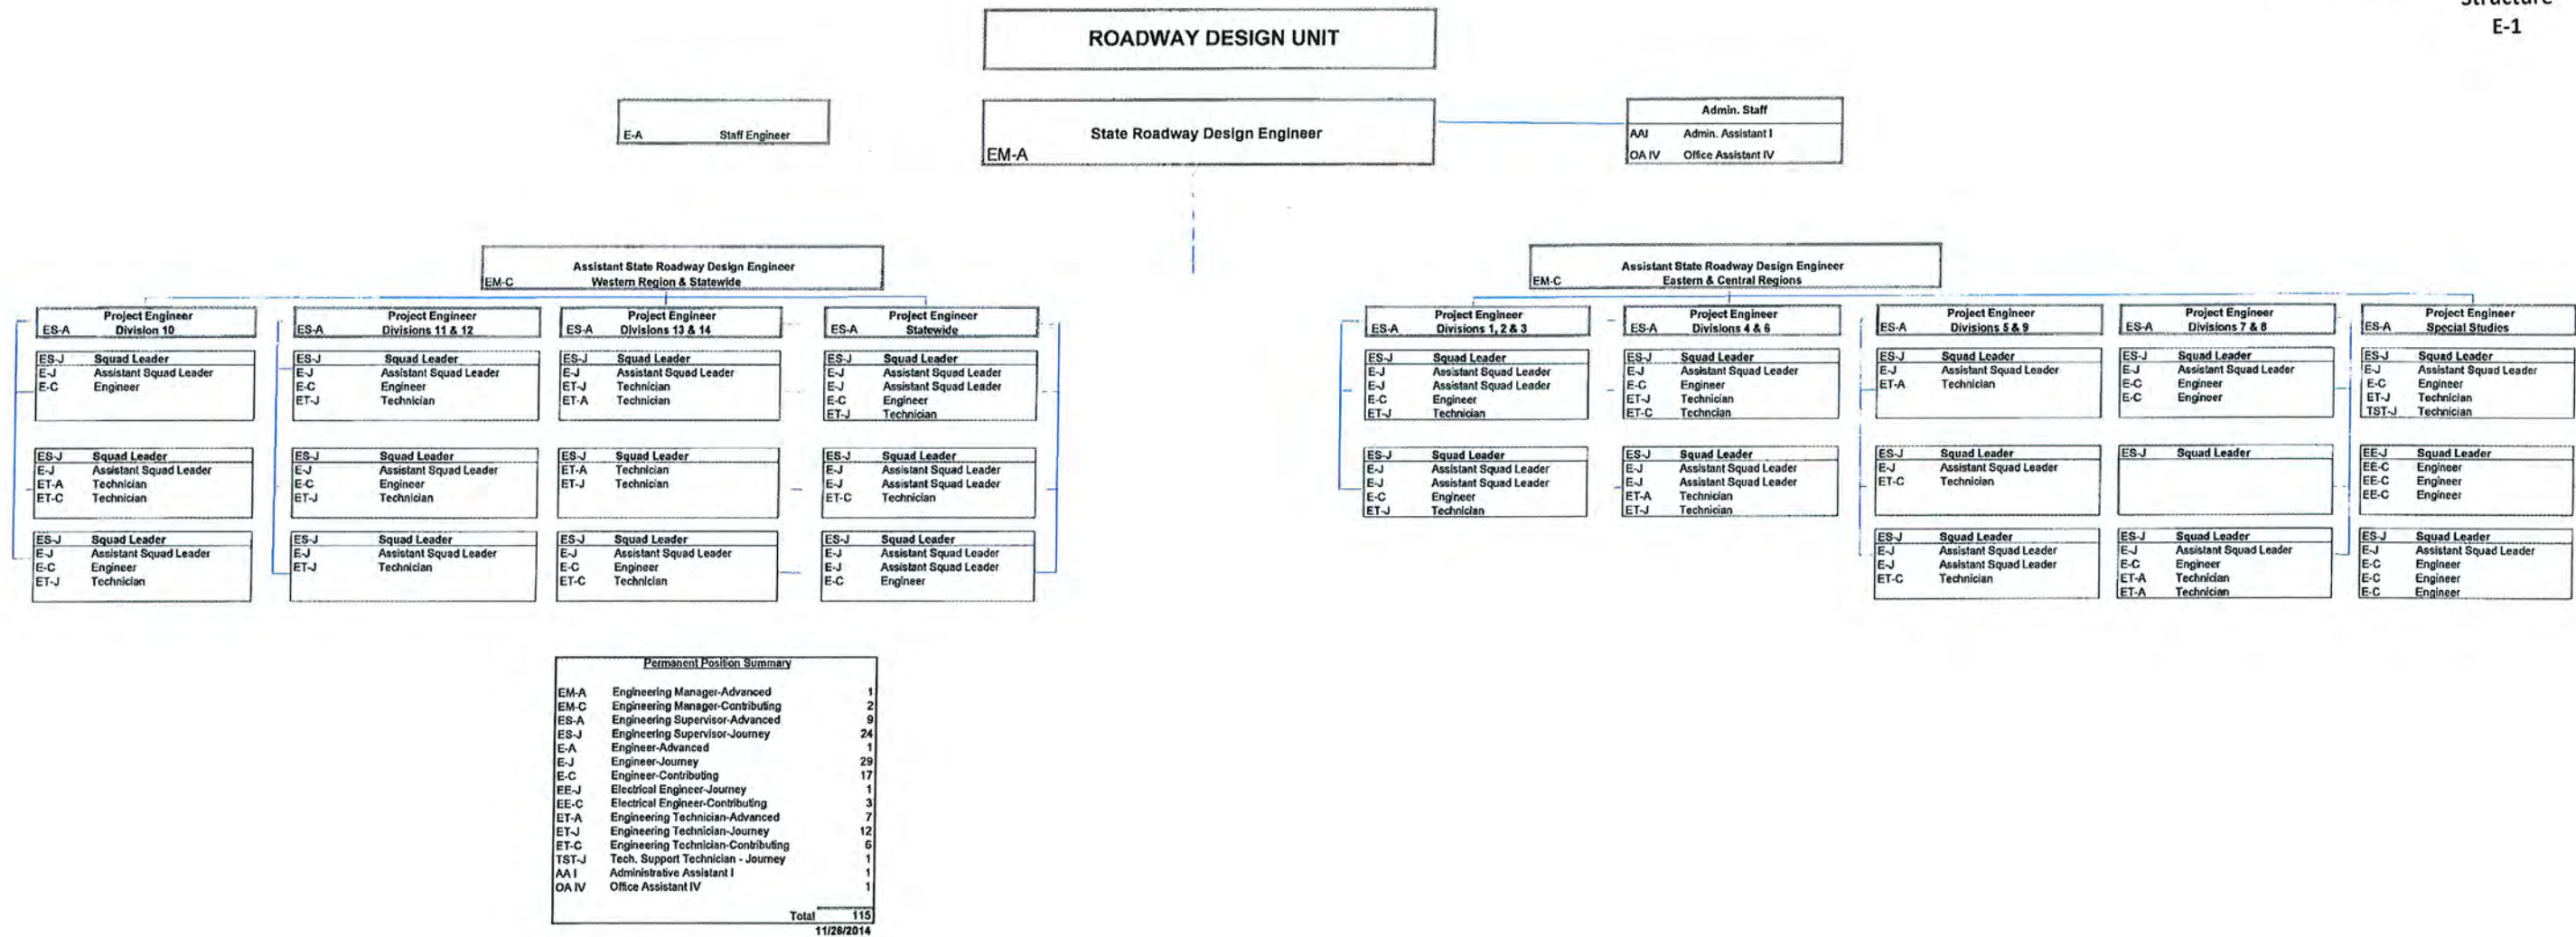 Structure
E-1
ROADWAY DESIGN UNIT
E-A Staff Engineer
State Roadway Design Engineer
EM-A
Admin. Staff
AAI Admin. Assistant I
OA IV Office Assistant IV
Assistant State Roadway Design Engineer
EM-C Western Region & Statewide
Project Engineer
ES-A Division 10
ES-J Squad Leader
E-J Assistant Squad Leader
E-C Engineer
ES-J Squad Leader
E-J Assistant Squad Leader
ET-A Technician
ET-C Technician
ES-J Squad Leader
E-J Assistant Squad Leader
E-C Engineer
ET-J Technician
Project Engineer
ES-A Divisions 11 & 12
ES-J Squad Leader
E-J Assistant Squad Leader
E-C Engineer
ET-J Technician
ES-J Squad Leader
E-J Assistant Squad Leader
E-C Engineer
ET-J Technician
ES-J Squad Leader
E-J Assistant Squad Leader
ET-J Technician
Project Engineer
ES-A Divisions 13 & 14
ES-J Squad Leader
E-J Assistant Squad Leader
ET-J Technician
ET-A Technician
ES-J Squad Leader
ET-A Technician
ET-J Technician
ES-J Squad Leader
E-J Assistant Squad Leader
E-C Engineer
ET-C Technician
Project Engineer
ES-A Statewide
ES-J Squad Leader
E-J Assistant Squad Leader
E-J Assistant Squad Leader
E-C Engineer
ET-J Technician
ES-J Squad Leader
E-J Assistant Squad Leader
E-J Assistant Squad Leader
ET-C Technician
ES-J Squad Leader
E-J Assistant Squad Leader
E-J Assistant Squad Leader
E-C Engineer
Assistant State Roadway Design Engineer
EM-C Eastern & Central Regions
Project Engineer
ES-A Divisions 1, 2 & 3
ES-J Squad Leader
E-J Assistant Squad Leader
E-J Assistant Squad Leader
E-C Engineer
ET-J Technician
ES-J Squad Leader
E-J Assistant Squad Leader
E-J Assistant Squad Leader
E-C Engineer
ET-J Technician
Project Engineer
ES-A Divisions 4 & 6
ES-J Squad Leader
E-J Assistant Squad Leader
E-C Engineer
ET-J Technician
ET-C Techncian
ES-J Squad Leader
E-J Assistant Squad Leader
E-J Assistant Squad Leader
ET-A Technician
ET-J Technician
Project Engineer
ES-A Divisions 5 & 9
ES-J Squad Leader
E-J Assistant Squad Leader
ET-A Technician
ES-J Squad Leader
E-J Assistant Squad Leader
ET-C Technician
ES-J Squad Leader
E-J Assistant Squad Leader
E-J Assistant Squad Leader
ET-C Technician
Project Engineer
ES-A Divisions 7 & 8
ES-J Squad Leader
E-J Assistant Squad Leader
E-C Engineer
E-C Engineer
ES-J Squad Leader
ES-J Squad Leader
E-J Assistant Squad Leader
E-C Engineer
ET-A Technician
ET-A Technician
Project Engineer
ES-A Special Studies
ES-J Squad Leader
E-J Assistant Squad Leader
E-C Engineer
ET-J Technician
TST-J Technician
EE-J Squad Leader
EE-C Engineer
EE-C Engineer
EE-C Engineer
ES-J Squad Leader
E-J Assistant Squad Leader
E-C Engineer
E-C Engineer
E-C Engineer
Permanent Position Summary
EM-A Engineering Manager-Advanced 1
EM-C Engineering Manager-Contributing 2
ES-A Engineering Supervisor-Advanced 9
ES-J Engineering Supervisor-Journey 24
E-A Engineer-Advanced 1
E-J Engineer-Journey 29
E-C Engineer-Contributing 17
EE-J Electrical Engineer-Journey 1
EE-C Electrical Engineer-Contributing 3
ET-A Engineering Technician-Advanced 7
ET-J Engineering Technician-Journey 12
ET-C Engineering Technician-Contributing 6
TST-J Tech. Support Technician - Journey 1
AA I Administrative Assistant I 1
OA IV Office Assistant IV 1
Total 115
11/26/2014